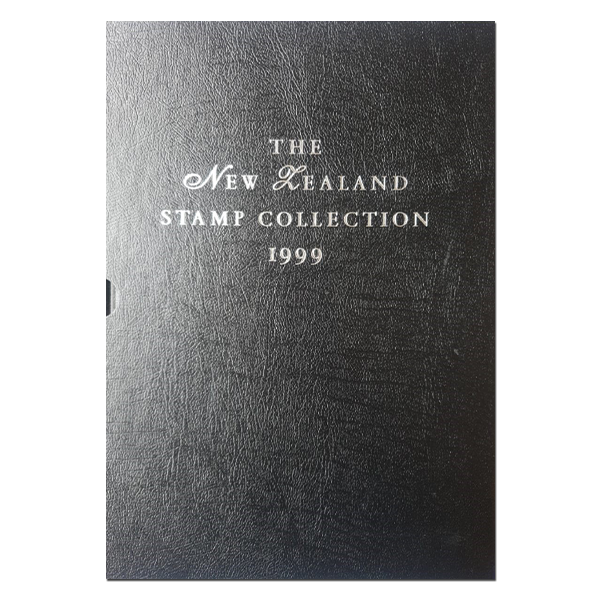 THE
NEW ZEALAND
STAMP COLLECTION
1999